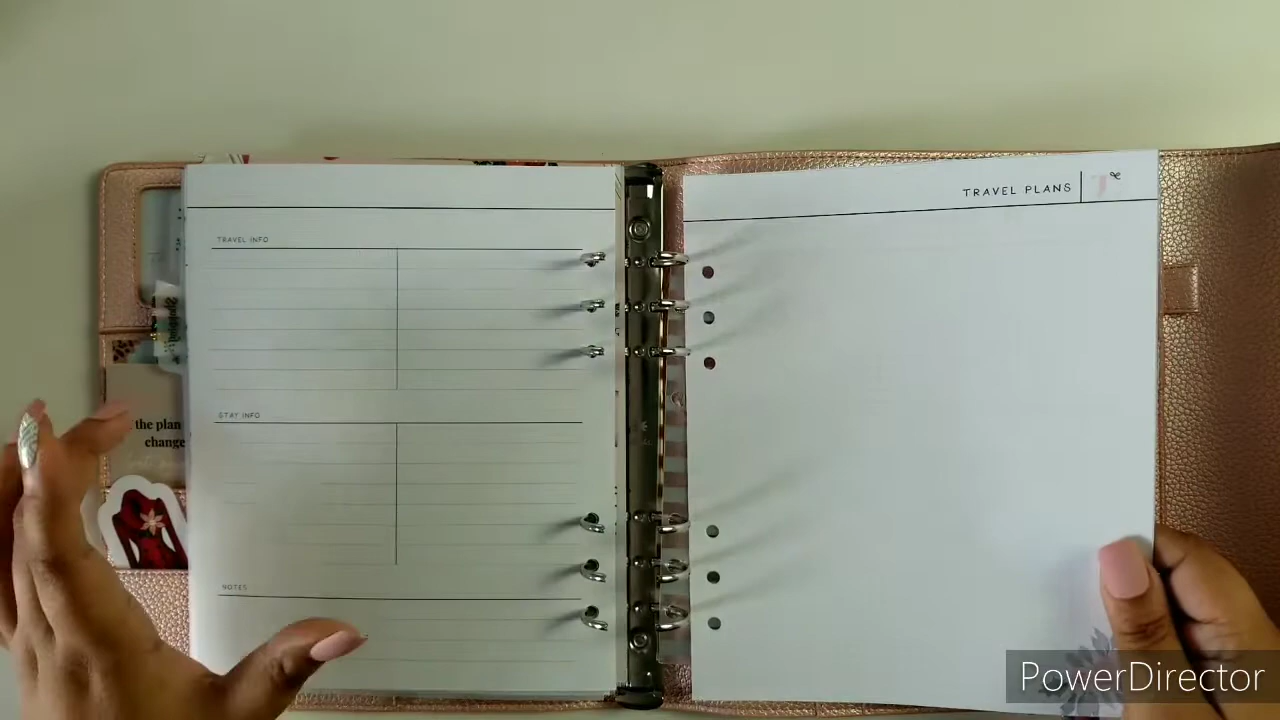 TRAVEL INFO
STAY INFO
NOTES
the plan
change
TRAVEL PLANS
PowerDirector